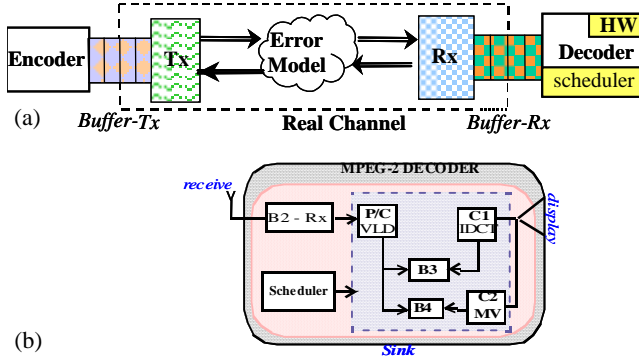 HW
Encoder
Tx
Error
Model
Rx
Decoder
scheduler
(a)
Buffer-Tx
Real Channel
Buffer-Rx
MPEG-2 DECODER
receive
display
B2 - Rx
P/C
VLD
C1
IDCT
B3
Scheduler
B4
C2
MV
(b)
Sink